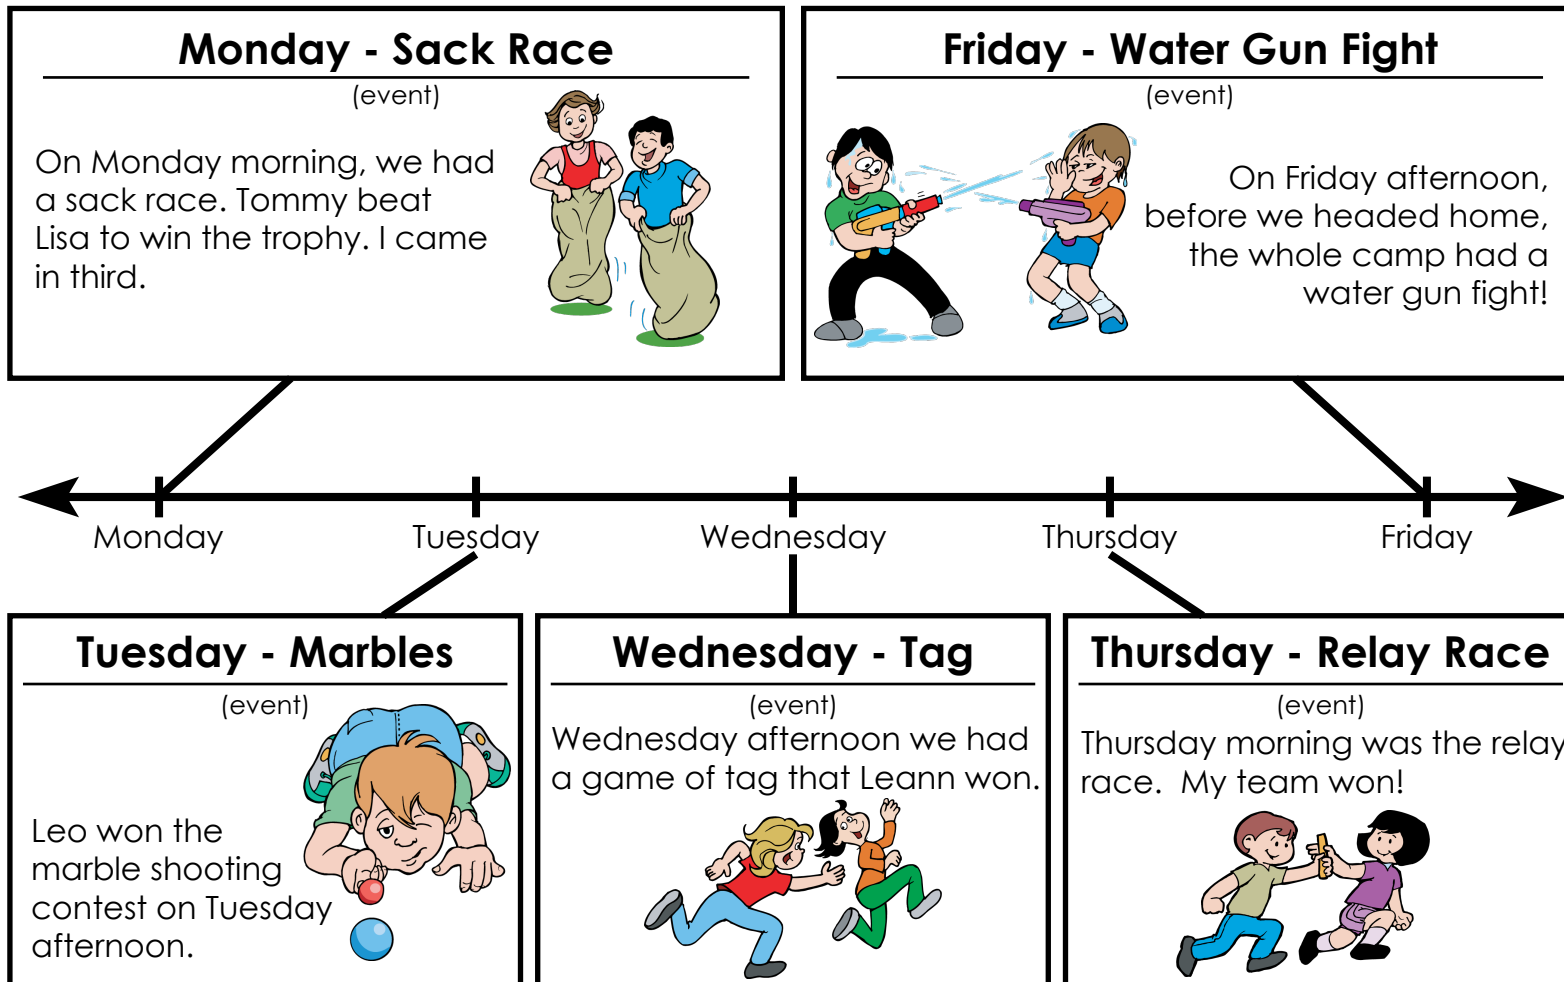 Monday - Sack Race
(event)
On Monday morning, we had
a sack race. Tommy beat
Lisa to win the trophy. I came
in third.
Friday - Water Gun Fight
(event)
On Friday afternoon,
before we headed home,
the whole camp had a
water gun fight!
Monday
Tuesday
Wednesday
Thursday
Friday
Tuesday - Marbles
(event)
Leo won the
marble shooting
contest on Tuesday
afternoon.
Wednesday - Tag
(event)
Wednesday afternoon we had
a game of tag that Leann won.
Thursday - Relay Race
(event)
Thursday morning was the relay
race.  My team won!